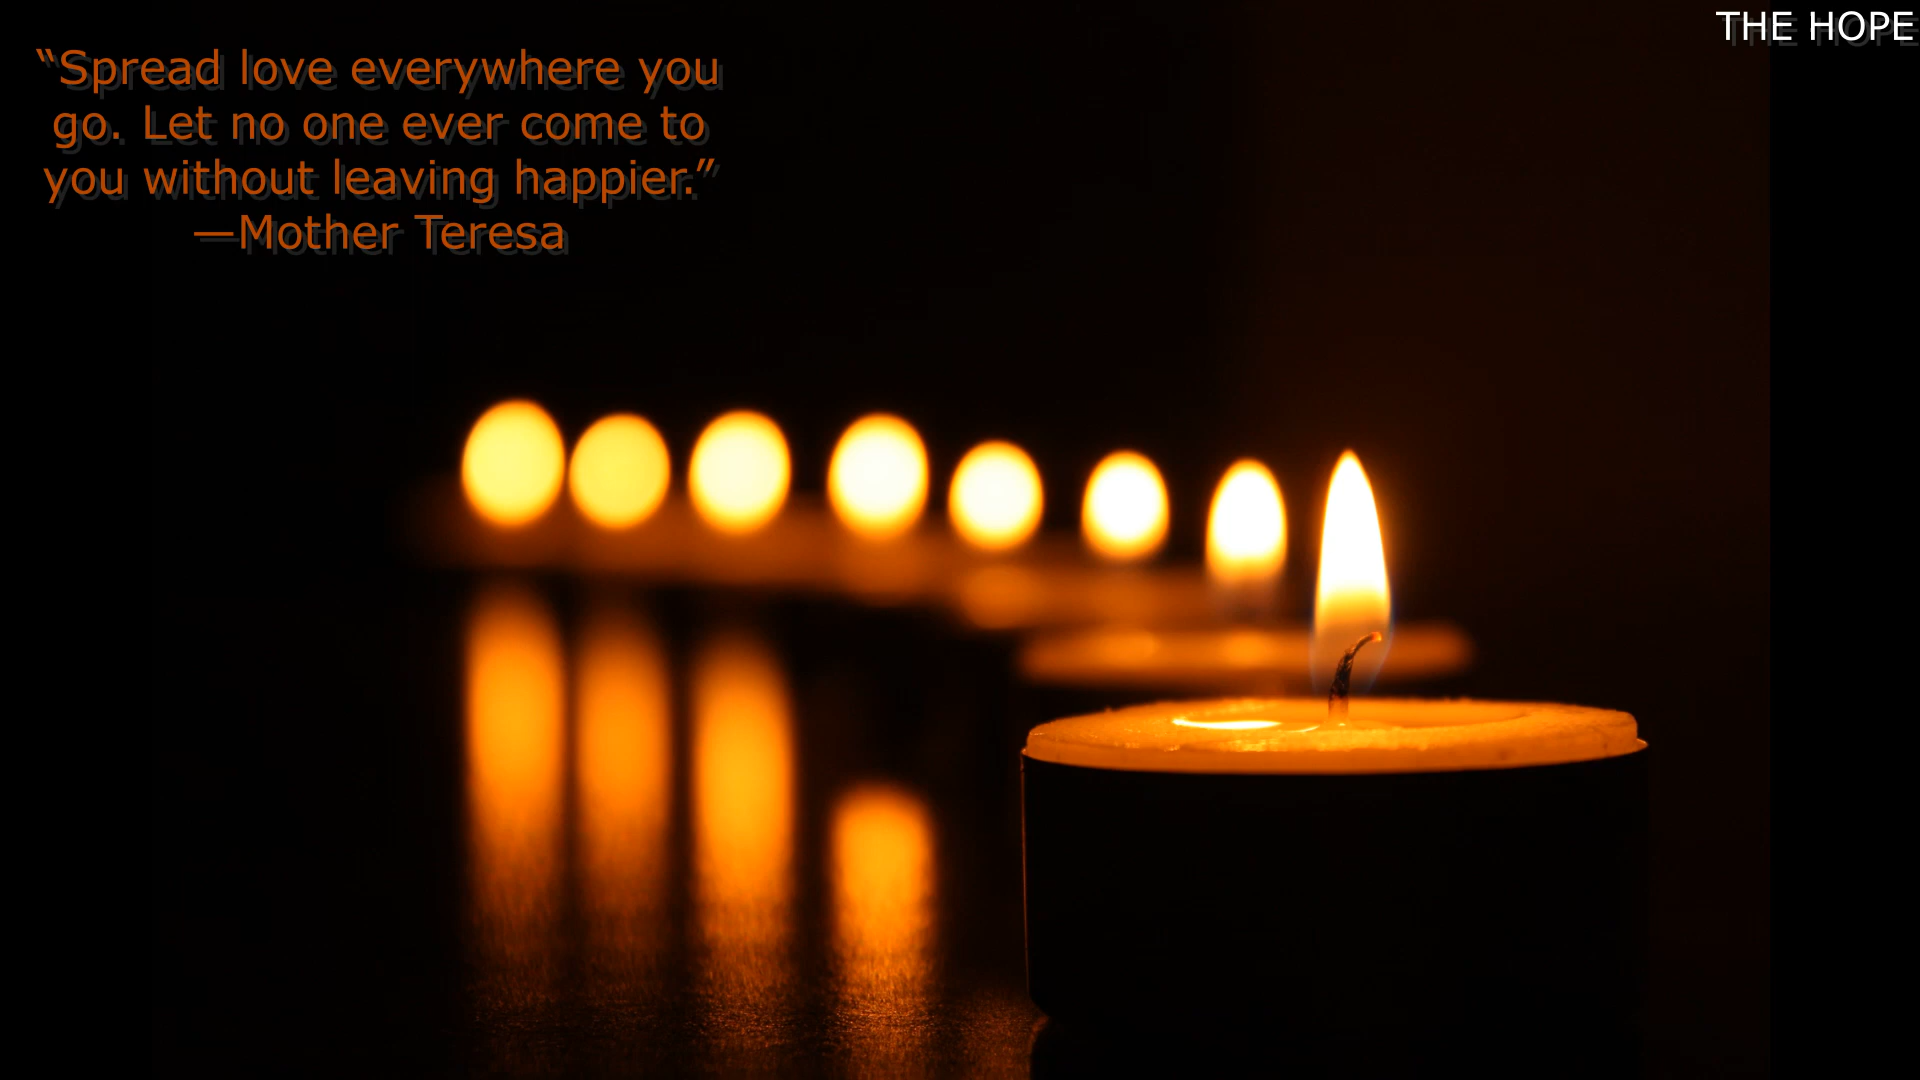 “Spread love everywhere you
go. Let no one ever come to
you without leaving happier.”
—Mother Teresa
THE HOPE